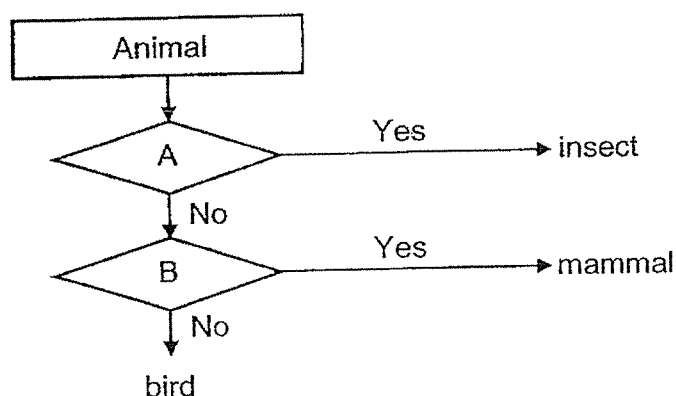 Animal
A
Yes
insect
No
B
Yes
mammal
No
bird